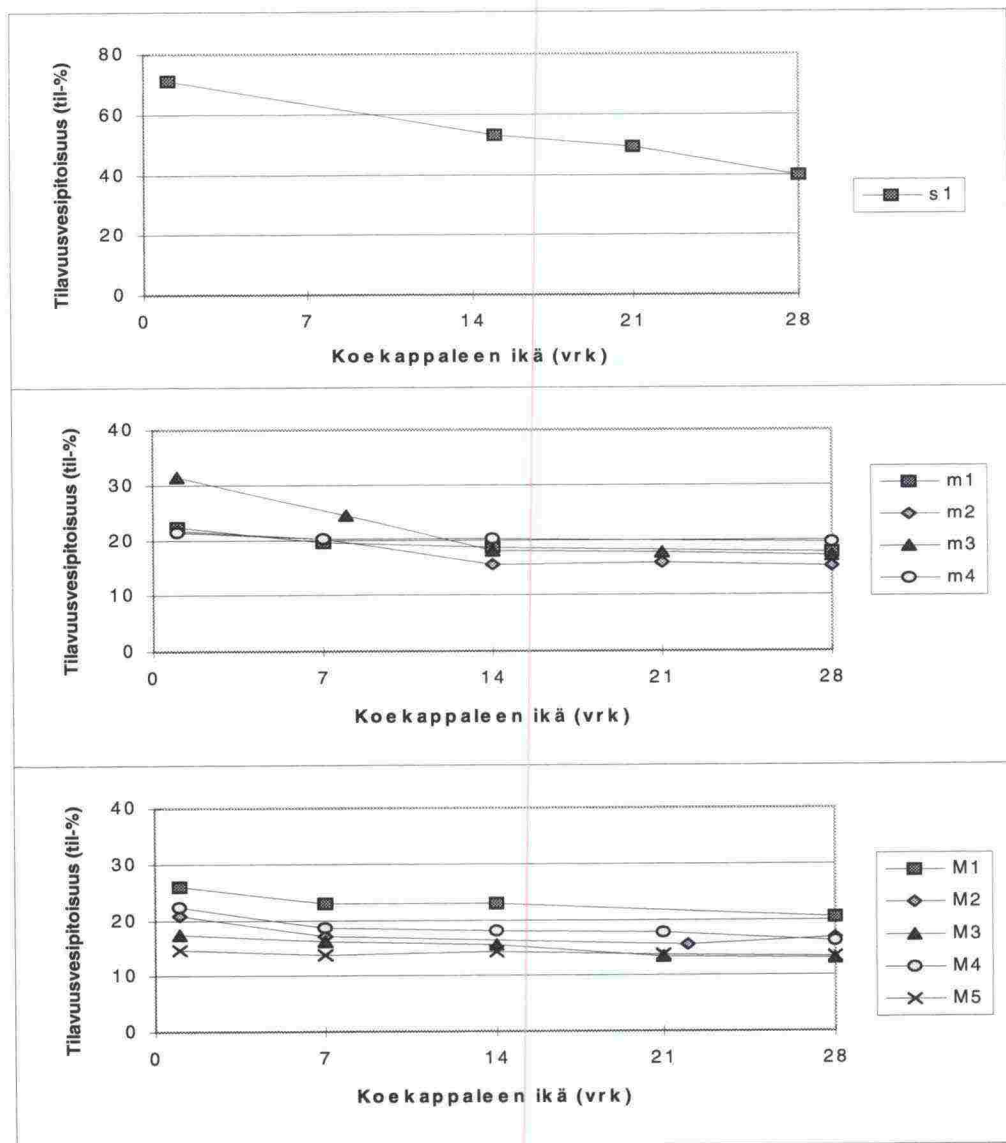 Tilavuusvesipitoisuus (til-%)
80
60
40
20
0
0 7 14 21 28
Koekappaleen ikä (vrk)
s1
Tilavuusvesipitoisuus (til-%)
40
30
20
10
0
0 7 14 21 28
Koekappaleen ikä (vrk)
m1
m2
m3
m4
Tilavuusvesipitoisuus (til-%)
40
30
20
10
0
0 7 14 21 28
Koekappaleen ikä (vrk)
M1
M2
M3
M4
M5